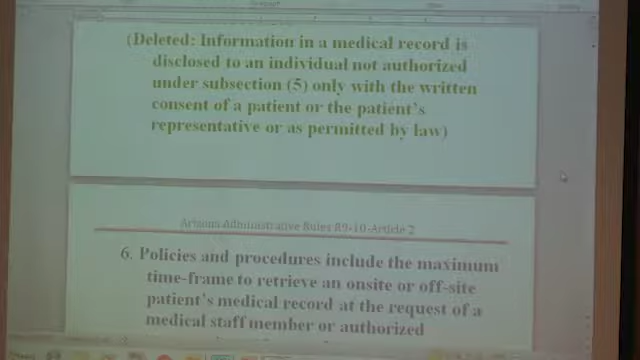 (Deleted: Information in a medical record is
disclosed to an individual not authorized
under subsection (5) only with the written
consent of a patient or the patient's
representative or as permitted by law)
Arizona Administrative Rules R9-10-Article 2
6. Policies and procedures include the maximum
time-frame to retrieve an onsite or off-site
patient's medical record at the request of a
medical staff member or authorized